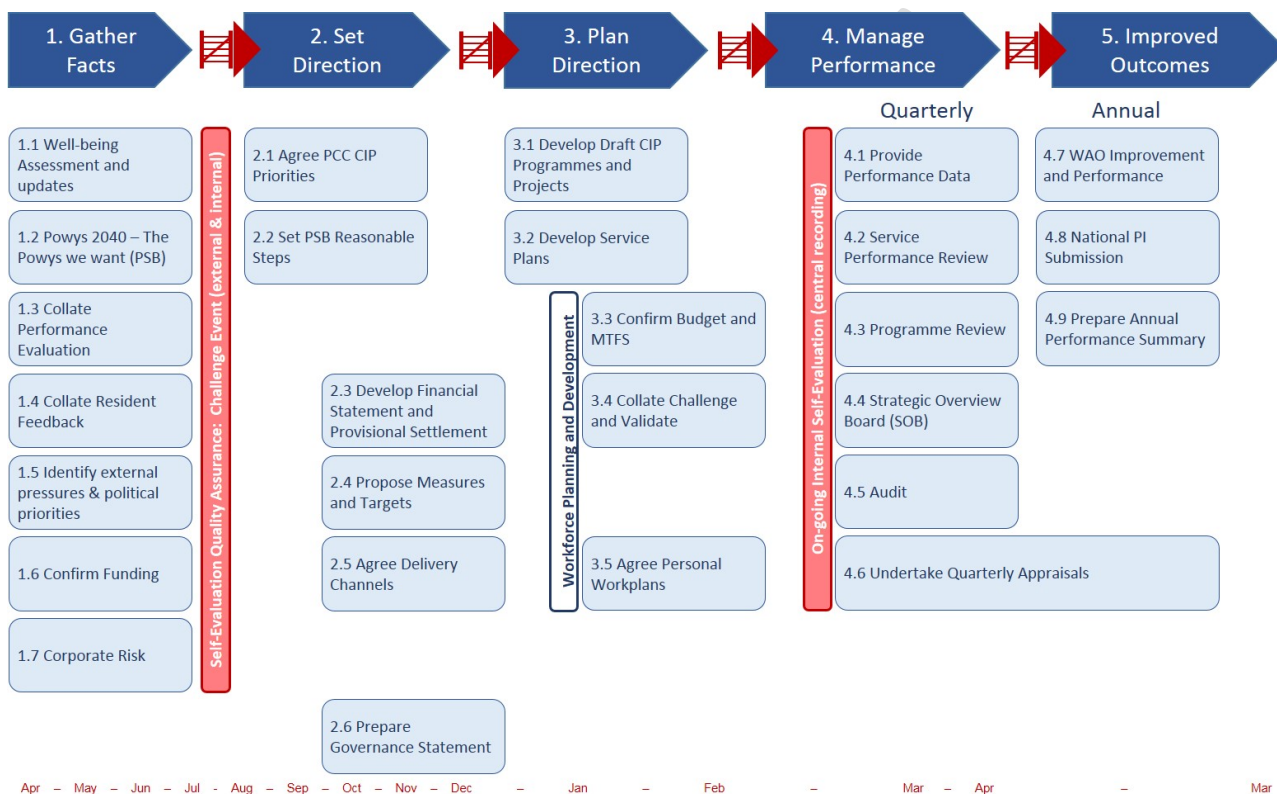 1. Gather
Facts
2. Set
Direction
3. Plan
Direction
4. Manage
Performance
5. Improved
Outcomes
Quarterly
Annual
1.1 Well-being
Assessment and
updates
1.2 Powys 2040 – The
Powys we want (PSB)
1.3 Collate
Performance
Evaluation
1.4 Collate Resident
Feedback
1.5 Identify external
pressures & political
priorities
1.6 Confirm Funding
1.7 Corporate Risk
Self-Evaluation Quality Assurance: Challenge Event (external & internal)
2.1 Agree PCC CIP
Priorities
2.2 Set PSB Reasonable
Steps
2.3 Develop Financial
Statement and
Provisional Settlement
2.4 Propose Measures
and Targets
2.5 Agree Delivery
Channels
2.6 Prepare
Governance Statement
3.1 Develop Draft CIP
Programmes and
Projects
3.2 Develop Service
Plans
Workforce Planning and Development
3.3 Confirm Budget and
MTFS
3.4 Collate Challenge
and Validate
3.5 Agree Personal
Workplans
On-going Internal Self-Evaluation (central recording)
4.1 Provide
Performance Data
4.2 Service
Performance Review
4.3 Programme Review
4.4 Strategic Overview
Board (SOB)
4.5 Audit
4.6 Undertake Quarterly Appraisals
4.7 WAO Improvement
and Performance
4.8 National PI
Submission
4.9 Prepare Annual
Performance Summary
Apr – May – Jun – Jul - Aug – Sep – Oct – Nov – Dec – Jan – Feb – Mar – Apr – Mar